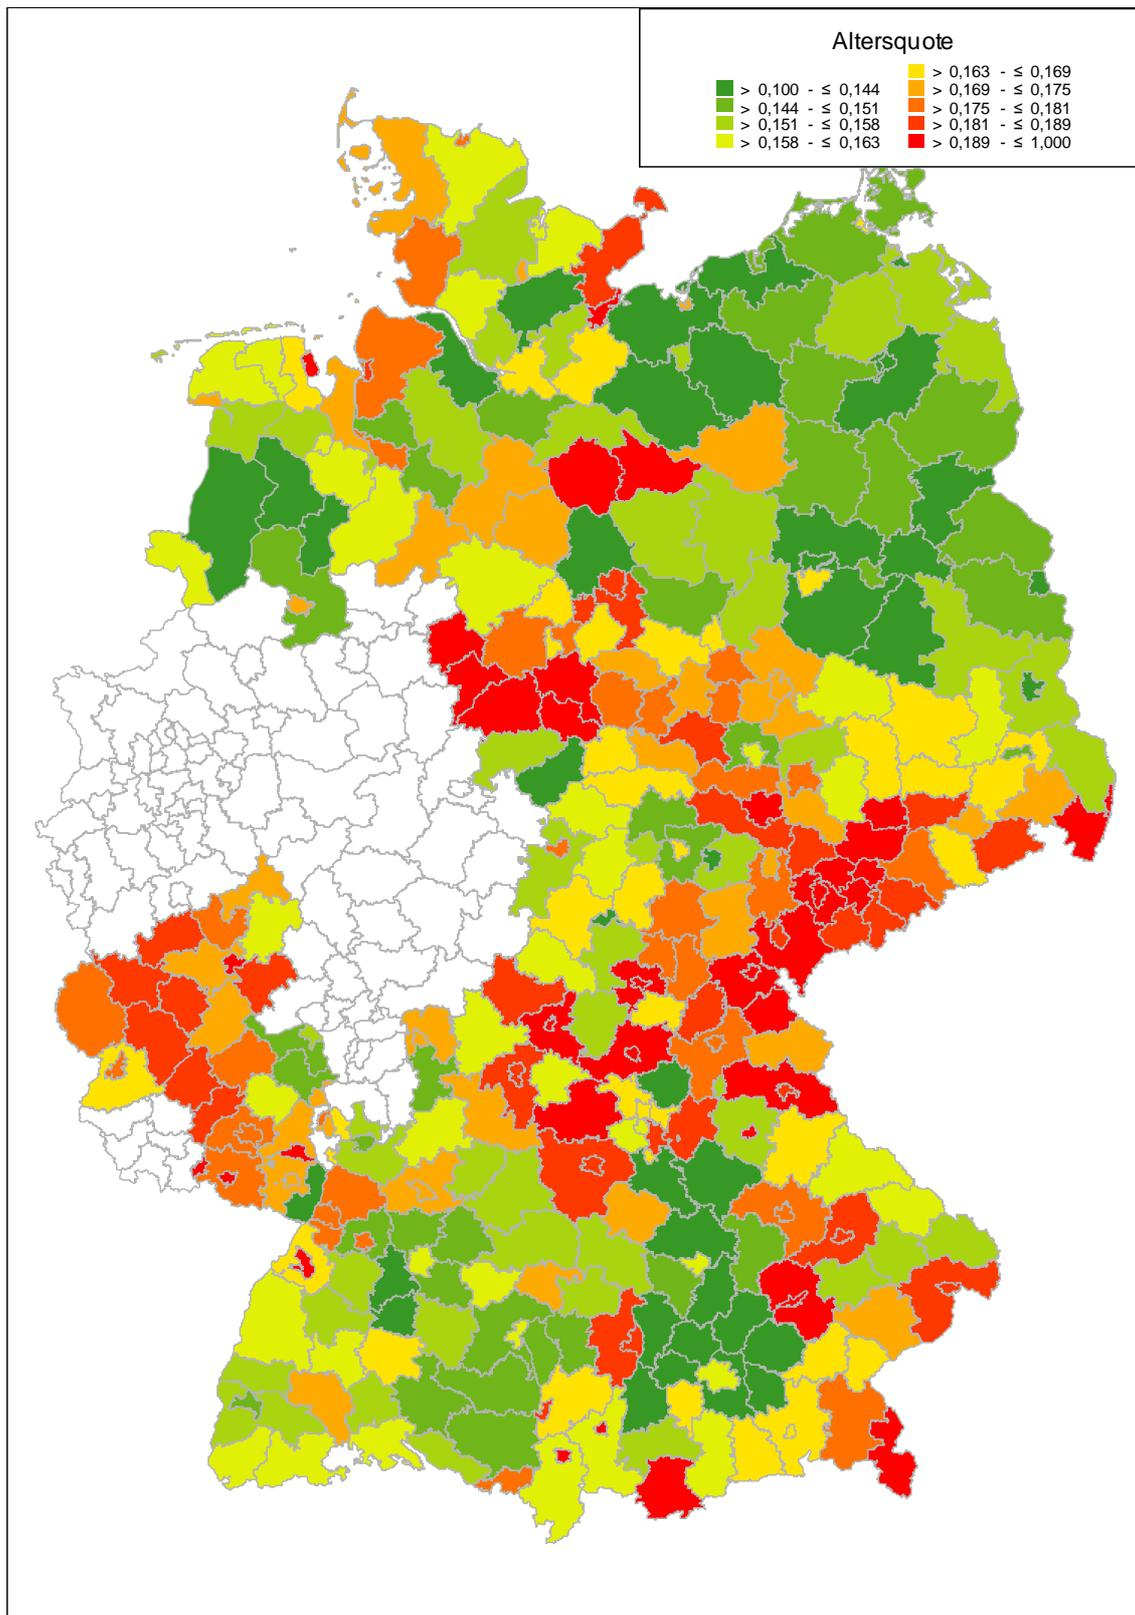 Altersquote
> 0,100 - ≤ 0,144
> 0,144 - ≤ 0,151
> 0,151 - ≤ 0,158
> 0,158 - ≤ 0,163
> 0,163 - ≤ 0,169
> 0,169 - ≤ 0,175
> 0,175 - ≤ 0,181
> 0,181 - ≤ 0,189
> 0,189 - ≤ 1,000